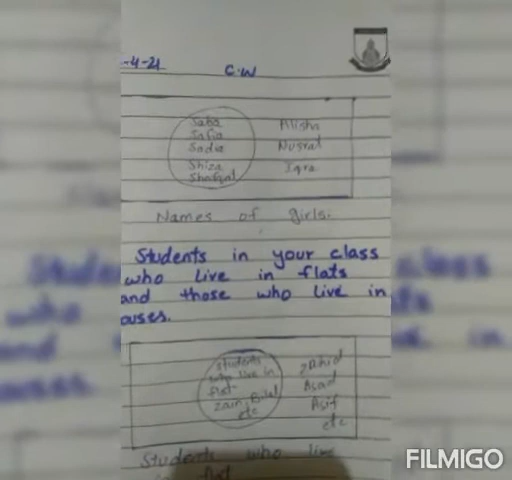 -4-21
C.W
Saba
Safia
Sadia
Shiza
Shafqat
Alisha
Nusrat
Iqra
Names of girls.
Students in your class
who live in flats
and those who live in
ouses.
students
who live in
flat
Zain, Bilal
etc
Zahid
Asad
Asif
etc
Students who live
in flat
FILMIGO